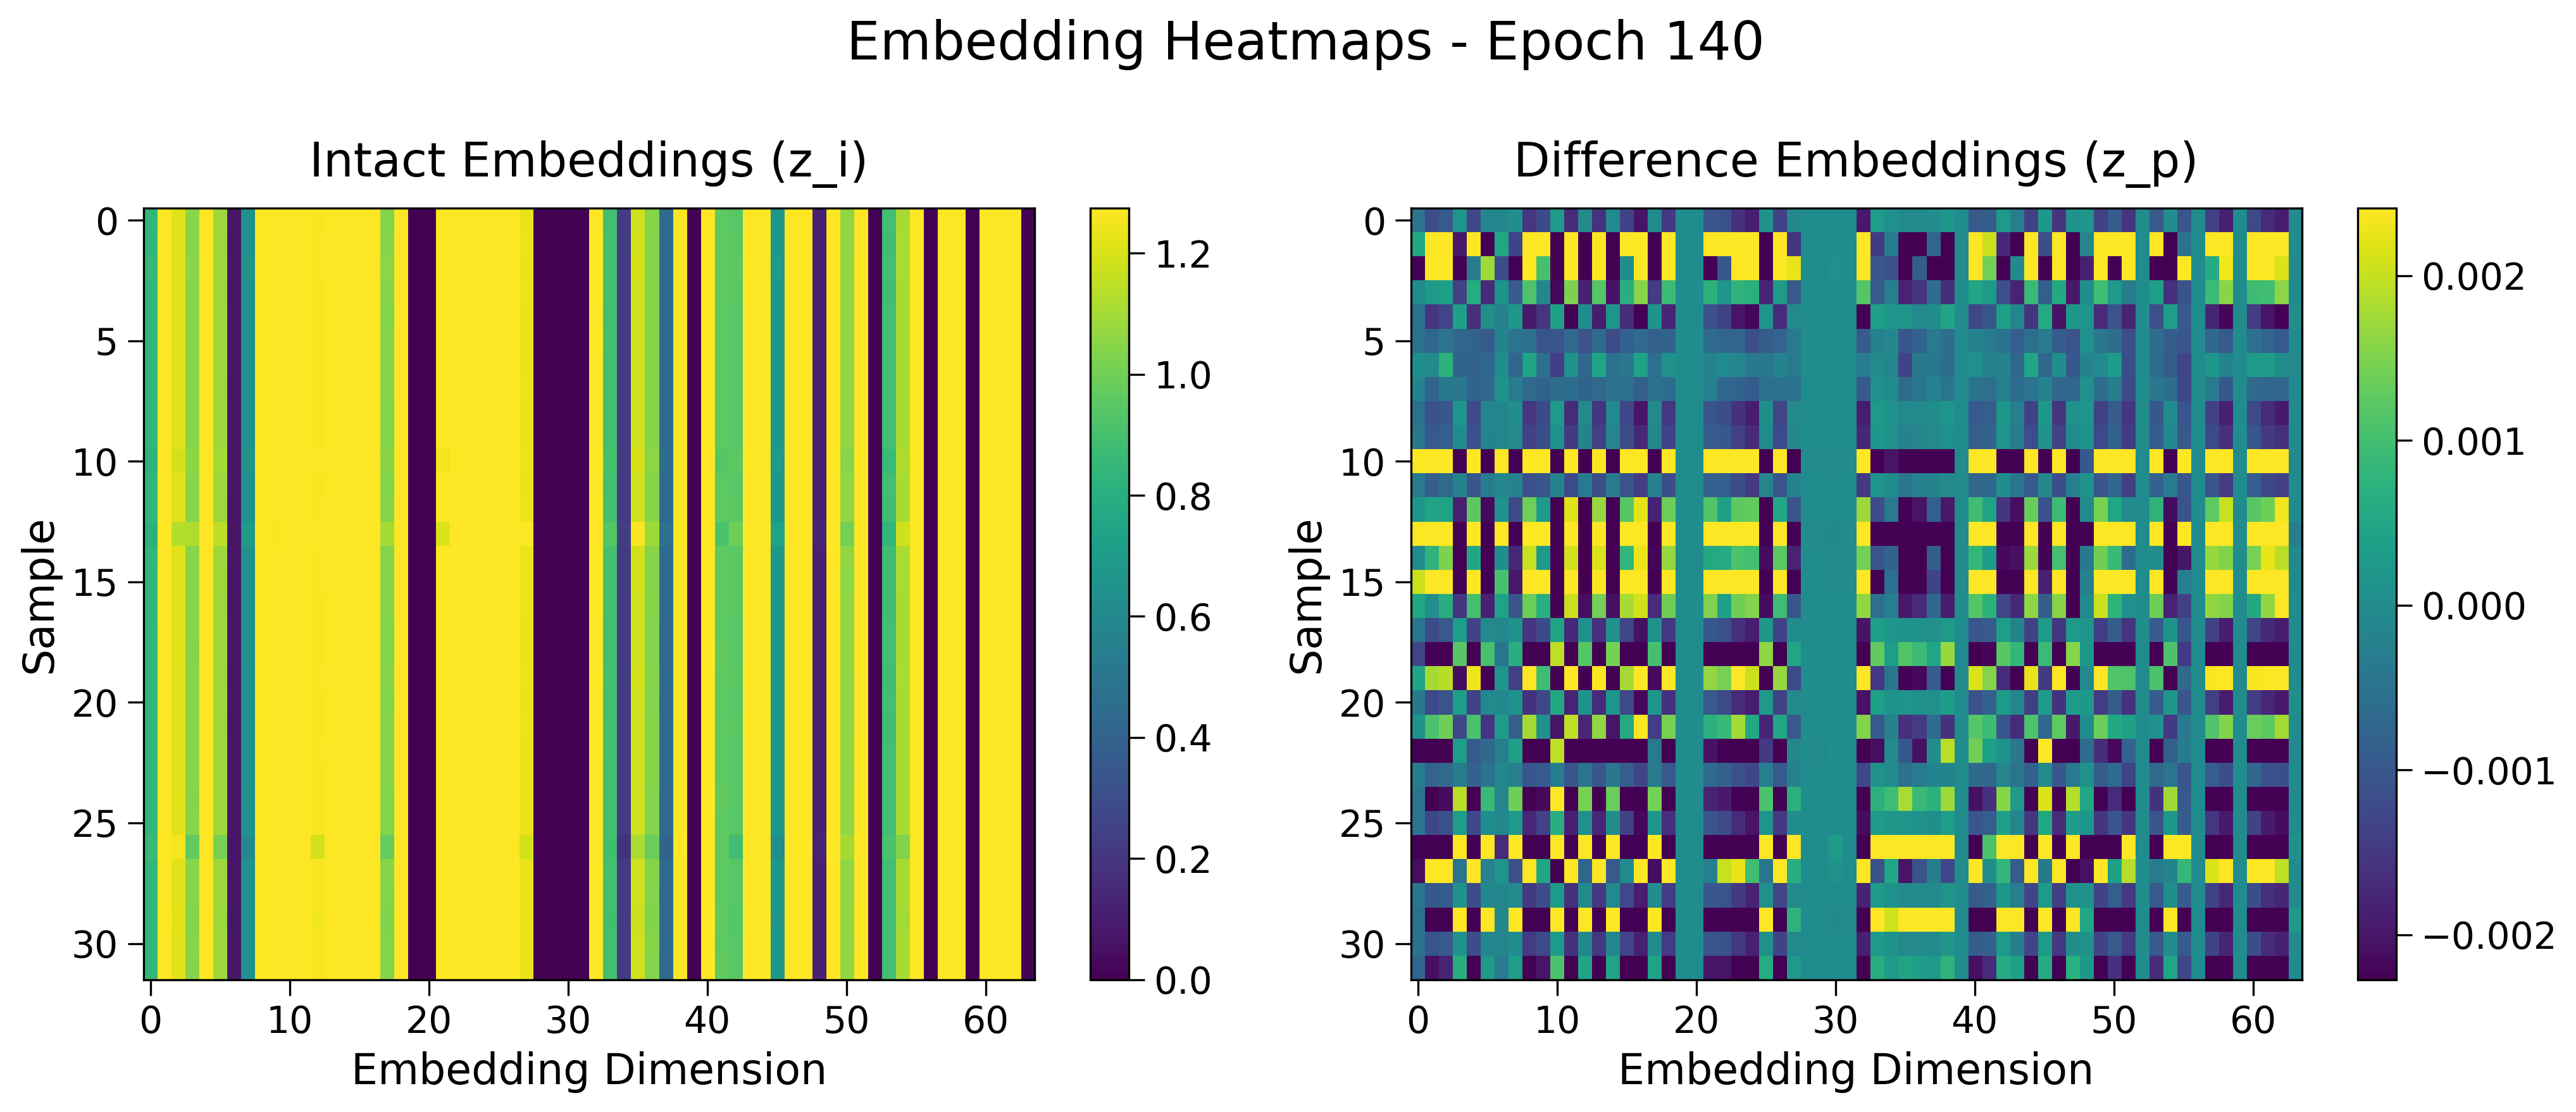 Embedding Heatmaps - Epoch 140
Intact Embeddings (z_i)
Difference Embeddings (z_p)
0
5
10
15
20
25
30
Sample
0 10 20 30 40 50 60
Embedding Dimension
1.2
1.0
0.8
0.6
0.4
0.2
0.0
0
5
10
15
20
25
30
Sample
0 10 20 30 40 50 60
Embedding Dimension
0.002
0.001
0.000
−0.001
−0.002